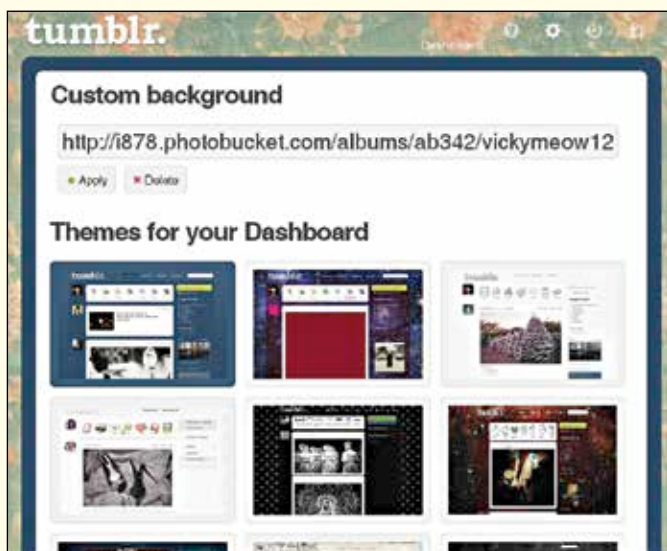 tumblr.
Dashboard
Custom background
http://i878.photobucket.com/albums/ab342/vickymeow12
Apply
Delete
Themes for your Dashboard